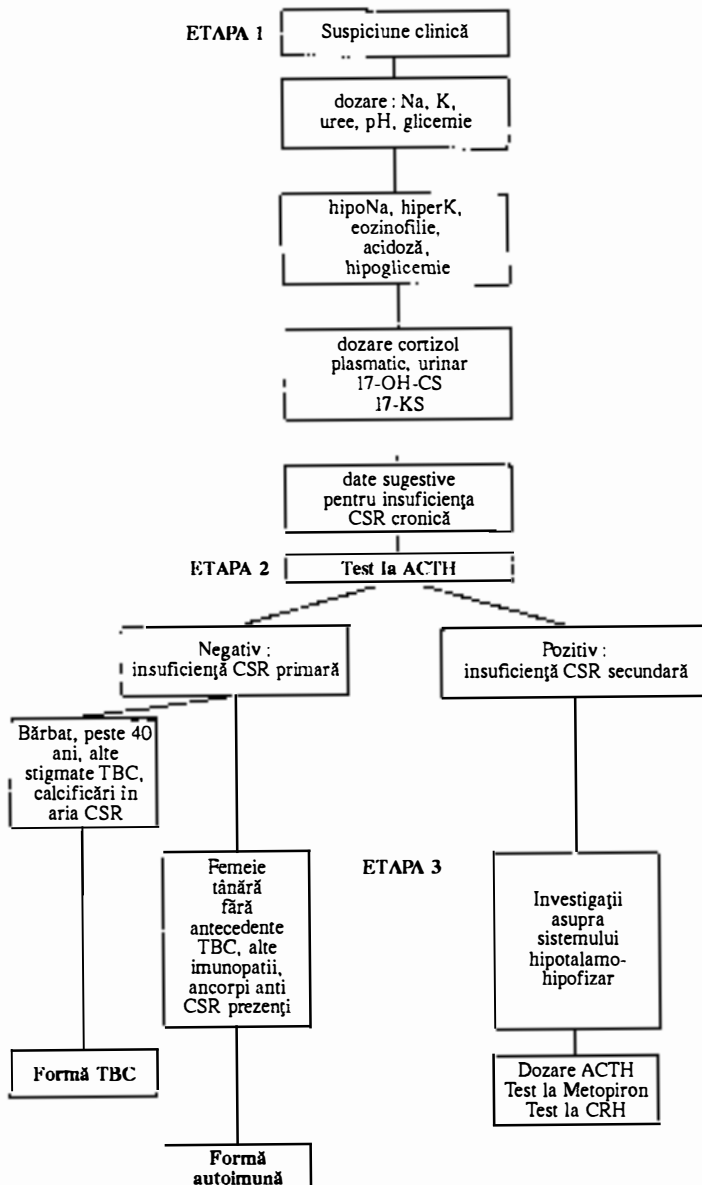 ETAPA 1
Suspiciune clinică
dozare : Na, K,
uree, pH, glicemie
hipoNa, hiperK,
eozinofilie,
acidoză,
hipoglicemie
dozare cortizol
plasmatic, urinar
17-OH-CS
17-KS
date sugestive
pentru insuficienţa
CSR cronică
ETAPA 2
Test la ACTH
Negativ :
insuficienţă CSR primară
Pozitiv :
insuficienţă CSR secundară
Bărbat, peste 40
ani, alte
stigmate TBC,
calcificări în
aria CSR
Femeie
tânără
fără
antecedente
TBC, alte
imunopatii,
ancorpi anti
CSR prezenţi
ETAPA 3
Investigaţii
asupra
sistemului
hipotalamo-
hipofizar
Formă TBC
Dozare ACTH
Test la Metopiron
Test la CRH
Formă
autoimună